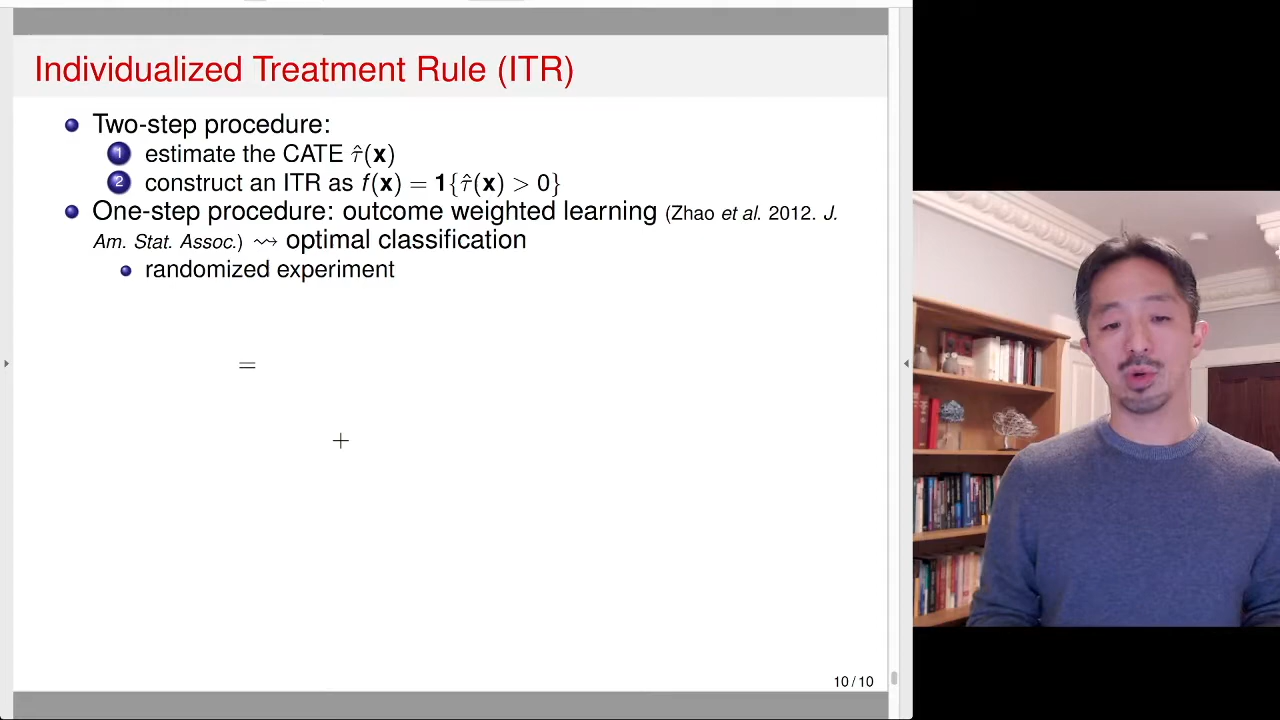 Individualized Treatment Rule (ITR)
Two-step procedure:
1 estimate the CATE τ̂(x)
2 construct an ITR as f(x) = 1{τ̂(x) > 0}
One-step procedure: outcome weighted learning (Zhao et al. 2012. J.
Am. Stat. Assoc.) ⇝ optimal classification
randomized experiment
=
+
10 / 10